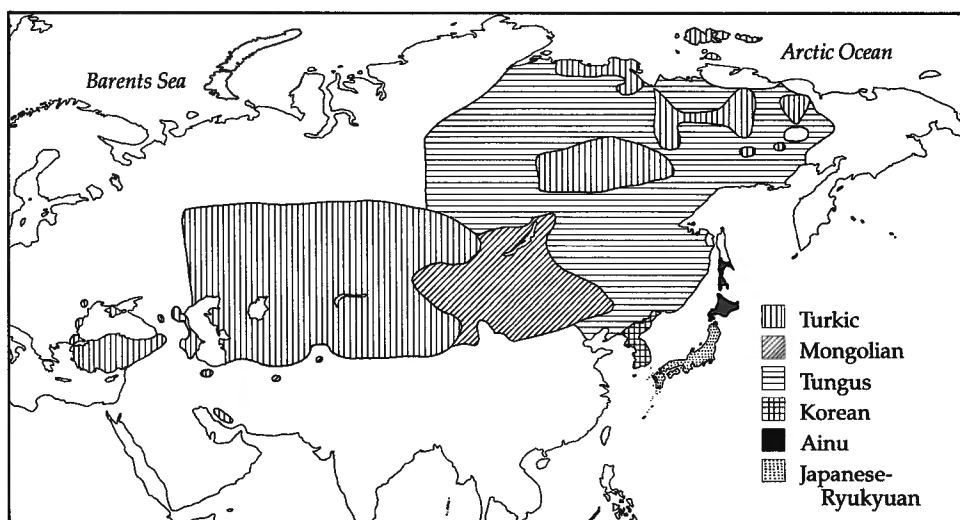 Barents Sea
Arctic Ocean
Turkic
Mongolian
Tungus
Korean
Ainu
Japanese-
Ryukyuan